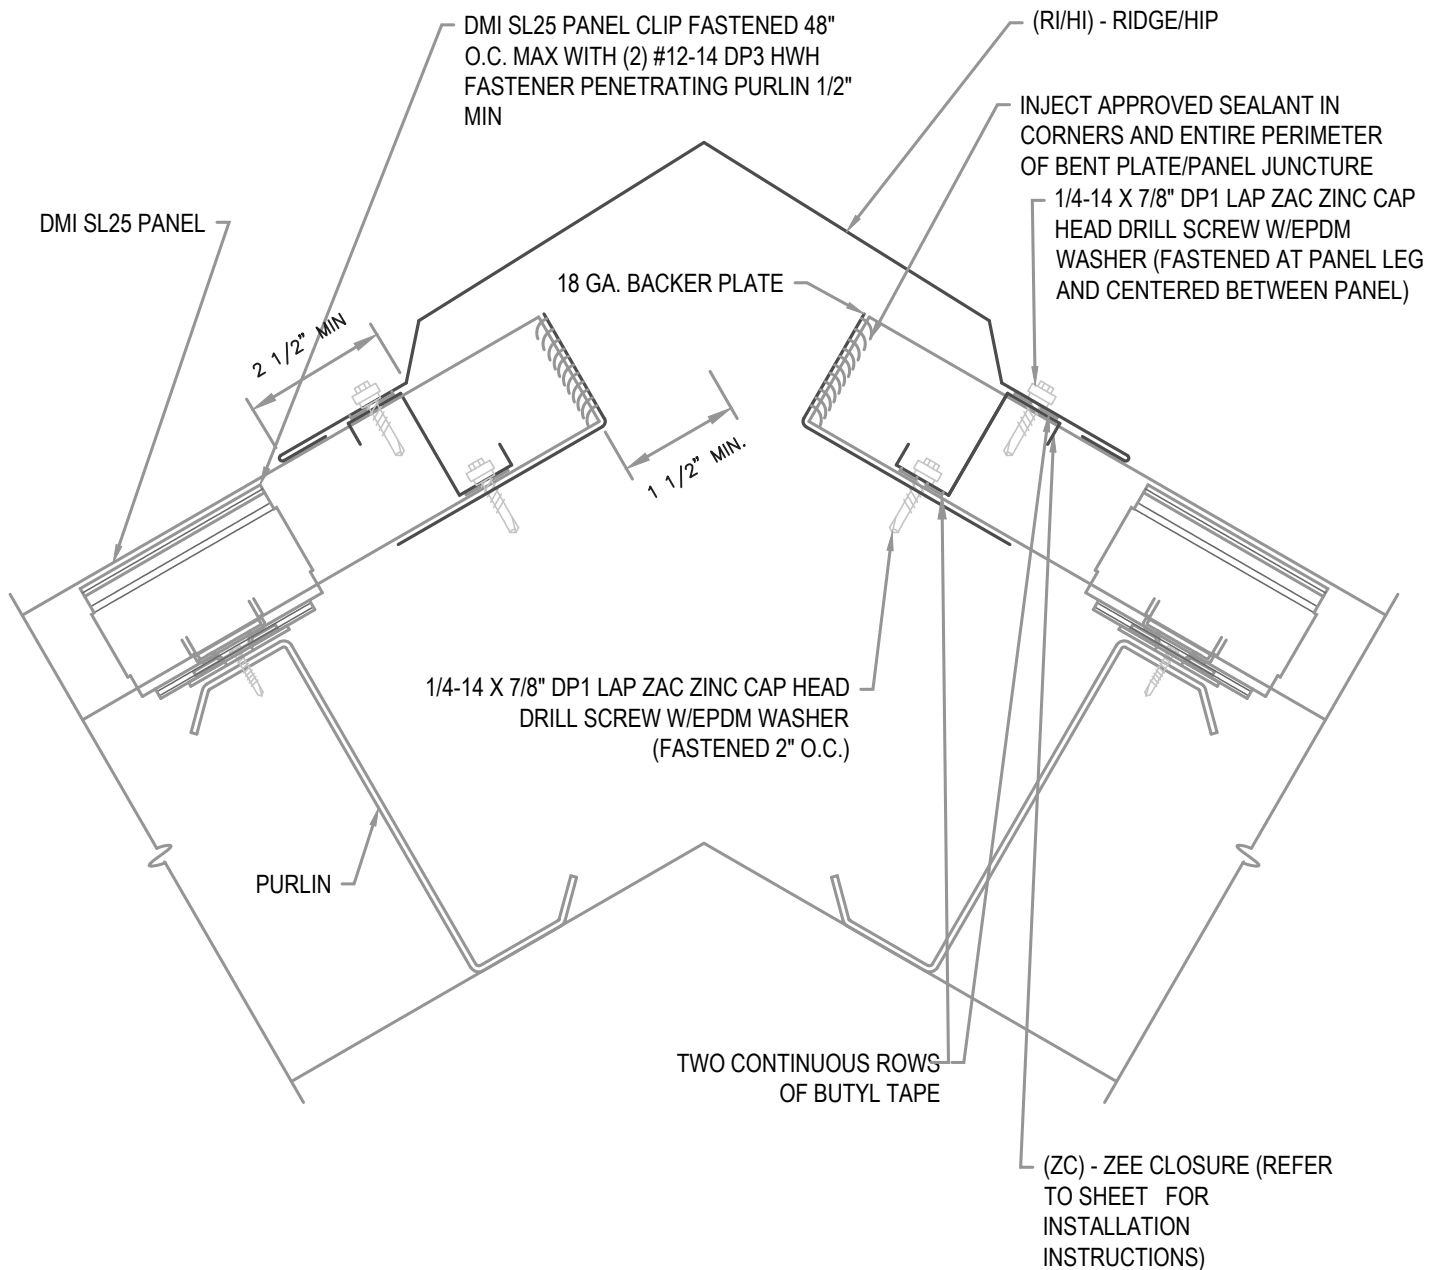 DMI SL25 PANEL CLIP FASTENED 48"
O.C. MAX WITH (2) #12-14 DP3 HWH
FASTENER PENETRATING PURLIN 1/2"
MIN
(RI/HI) - RIDGE/HIP
INJECT APPROVED SEALANT IN
CORNERS AND ENTIRE PERIMETER
OF BENT PLATE/PANEL JUNCTURE
1/4-14 X 7/8" DP1 LAP ZAC ZINC CAP
HEAD DRILL SCREW W/EPDM
WASHER (FASTENED AT PANEL LEG
AND CENTERED BETWEEN PANEL)
DMI SL25 PANEL
18 GA. BACKER PLATE
2 1/2" MIN
1 1/2" MIN.
1/4-14 X 7/8" DP1 LAP ZAC ZINC CAP HEAD
DRILL SCREW W/EPDM WASHER
(FASTENED 2" O.C.)
PURLIN
TWO CONTINUOUS ROWS
OF BUTYL TAPE
(ZC) - ZEE CLOSURE (REFER
TO SHEET FOR
INSTALLATION
INSTRUCTIONS)